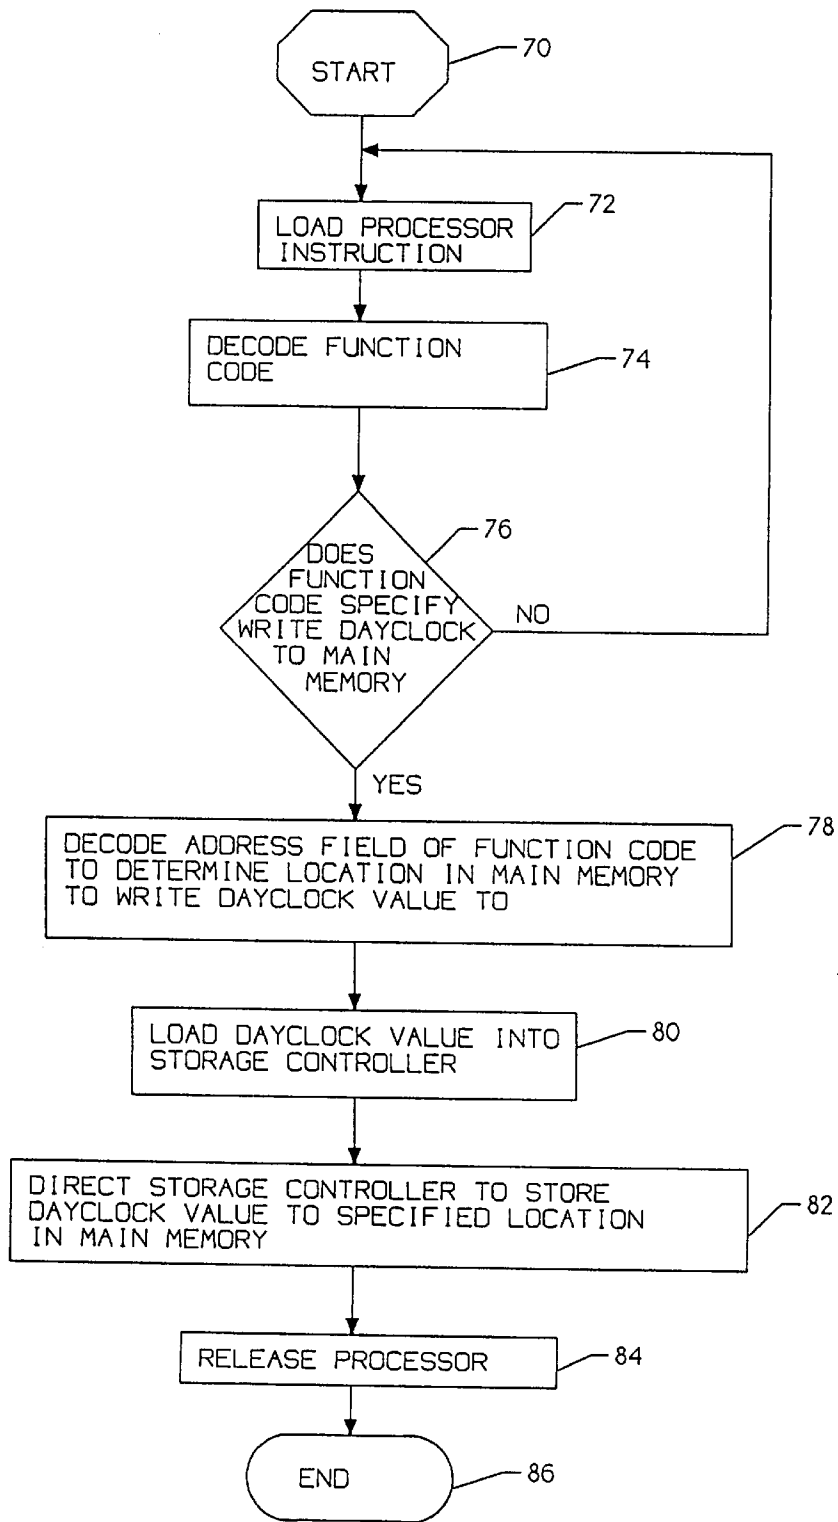 START
70
LOAD PROCESSOR
INSTRUCTION
72
DECODE FUNCTION
CODE
74
76
DOES
FUNCTION
CODE SPECIFY
WRITE DAYCLOCK
TO MAIN
MEMORY
NO
YES
DECODE ADDRESS FIELD OF FUNCTION CODE
TO DETERMINE LOCATION IN MAIN MEMORY
TO WRITE DAYCLOCK VALUE TO
78
LOAD DAYCLOCK VALUE INTO
STORAGE CONTROLLER
80
DIRECT STORAGE CONTROLLER TO STORE
DAYCLOCK VALUE TO SPECIFIED LOCATION
IN MAIN MEMORY
82
RELEASE PROCESSOR
84
END
86